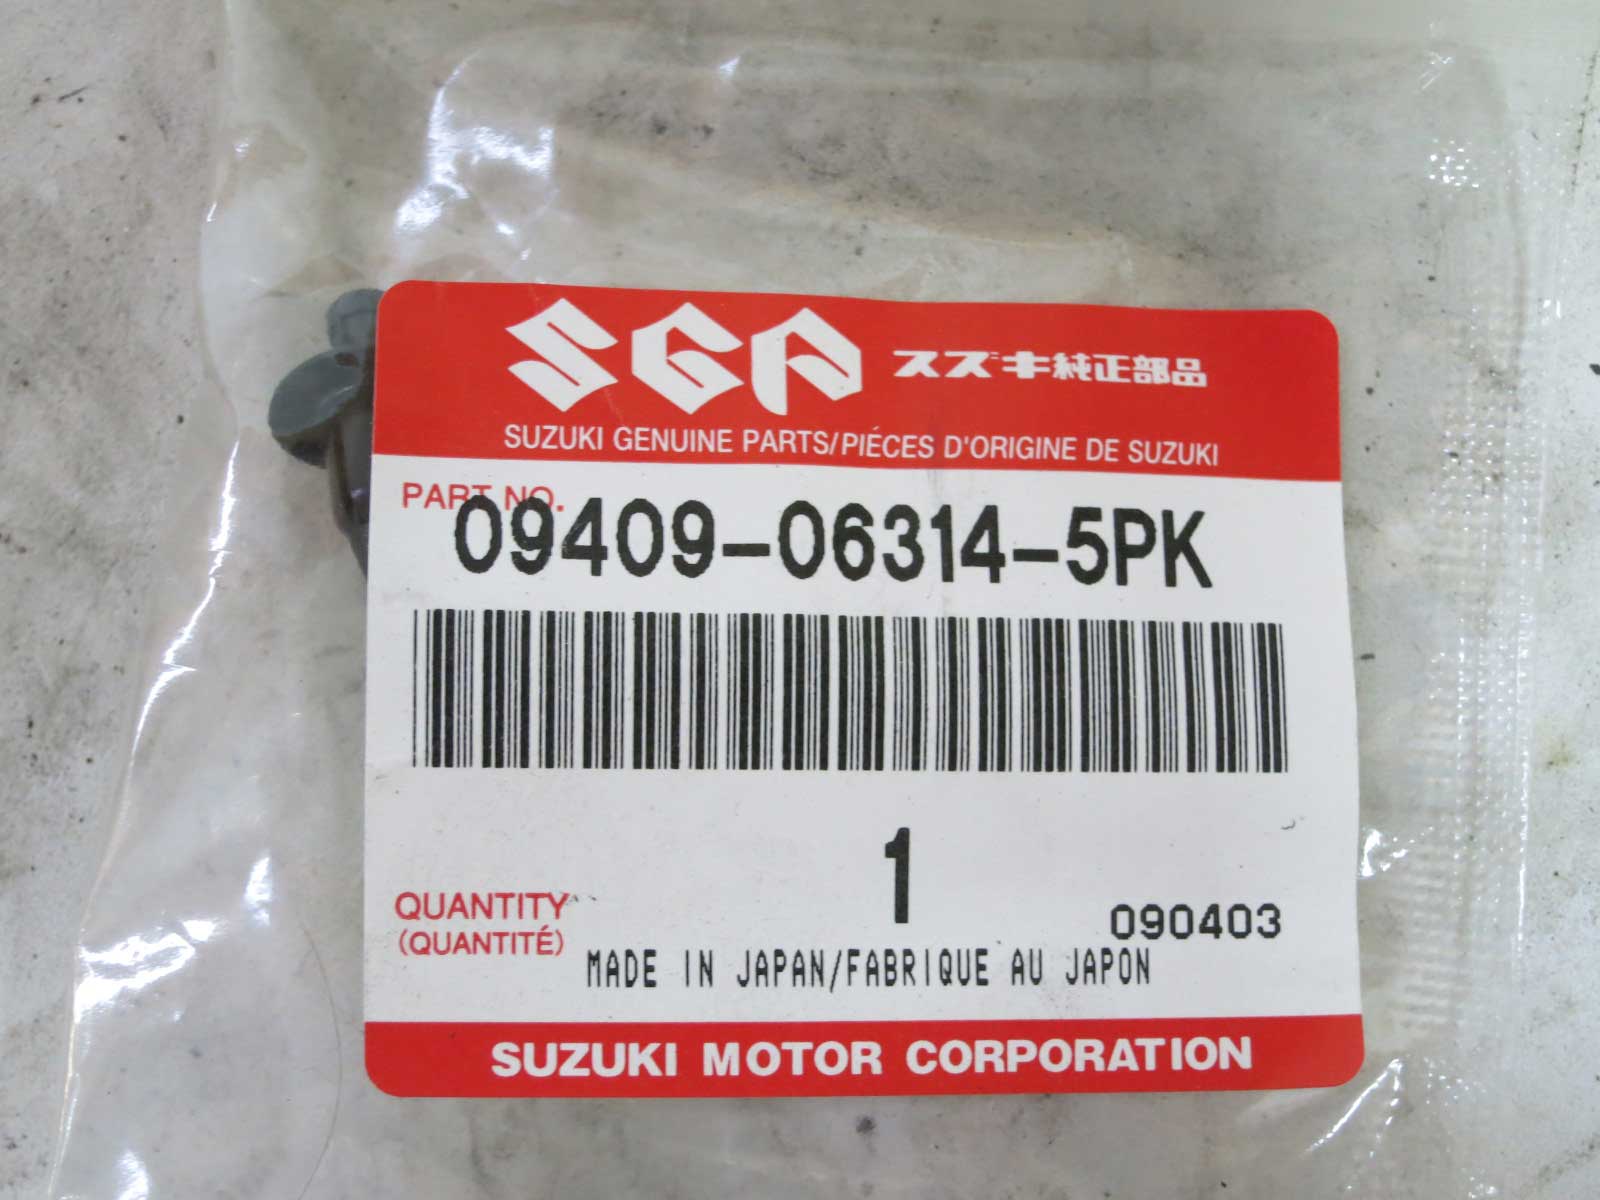 SGP スズキ純正部品
SUZUKI GENUINE PARTS/PIÉCES D'ORIGINE DE SUZUKI
PART NO.
09409-06314-5PK
1
QUANTITY
(QUANTITÉ)
090403
MADE IN JAPAN/FABRIQUE AU JAPON
SUZUKI MOTOR CORPORATION